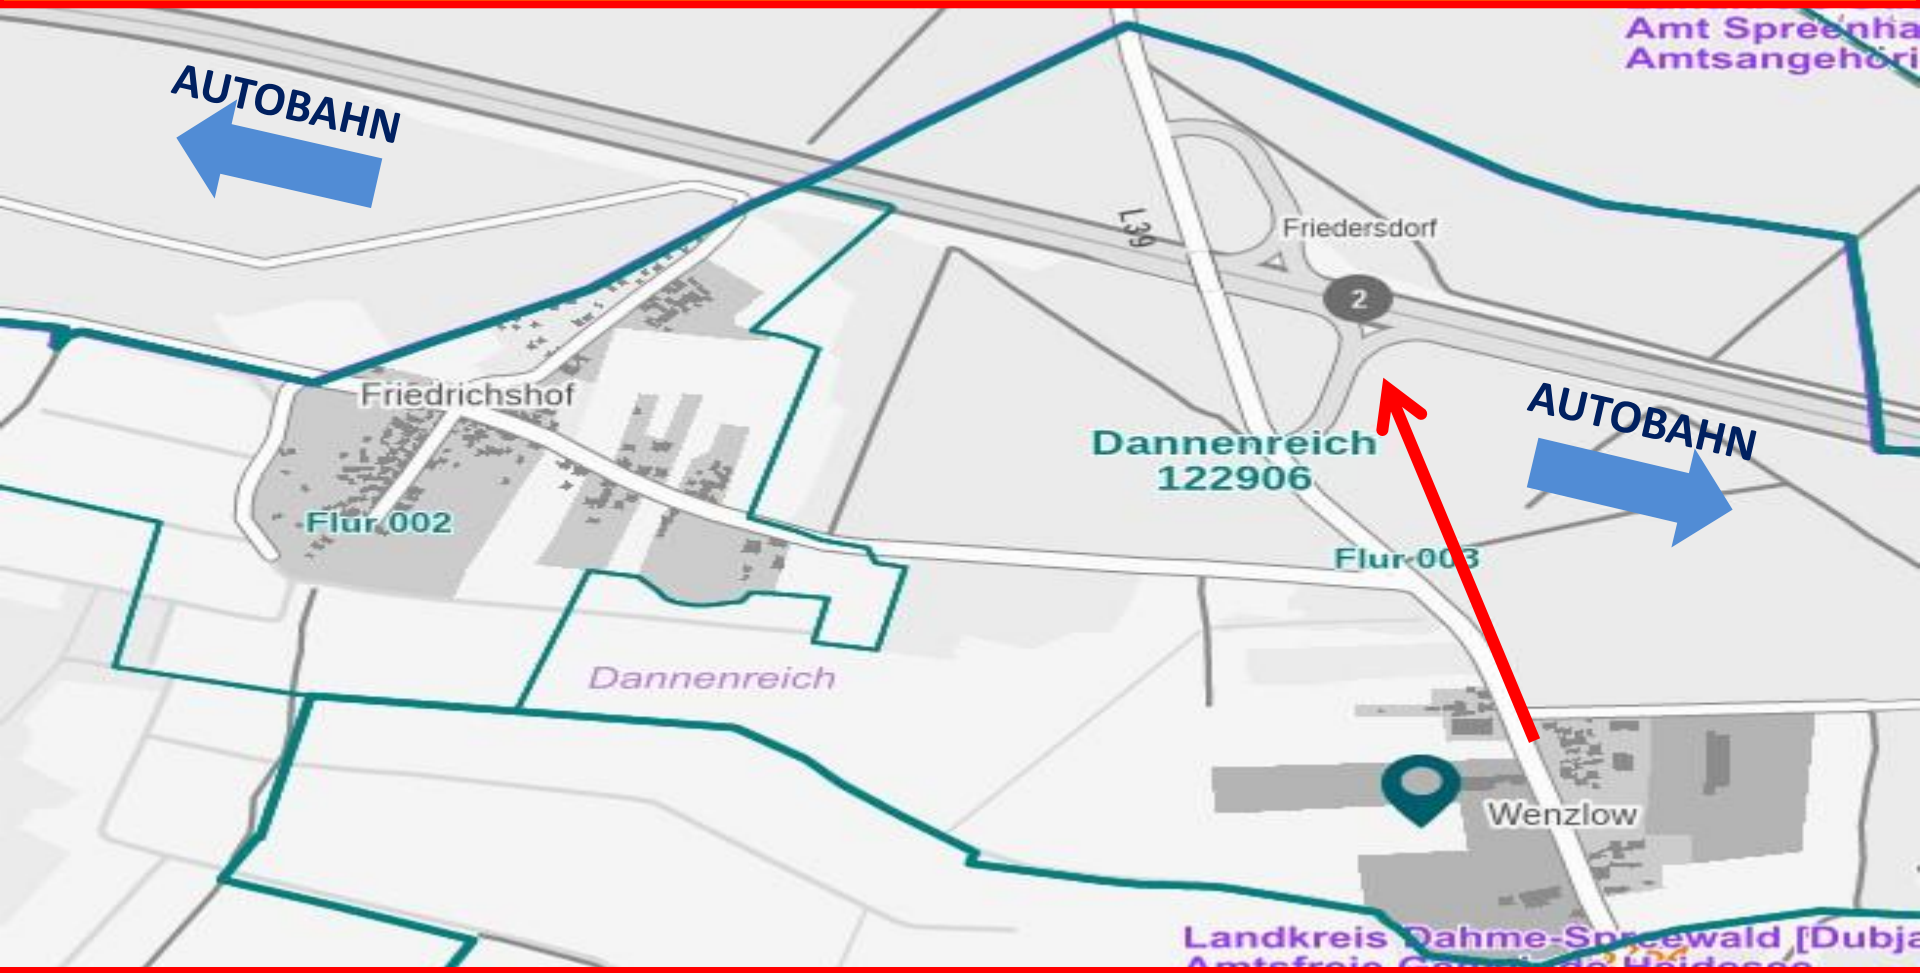 Amt Spreenha
Amtsangehöri
AUTOBAHN
L39
Friedersdorf
2
Friedrichshof
AUTOBAHN
Dannenreich
122906
Flur 002
Flur 003
Dannenreich
Wenzlow
Landkreis Dahme-Spreewald [Dubja